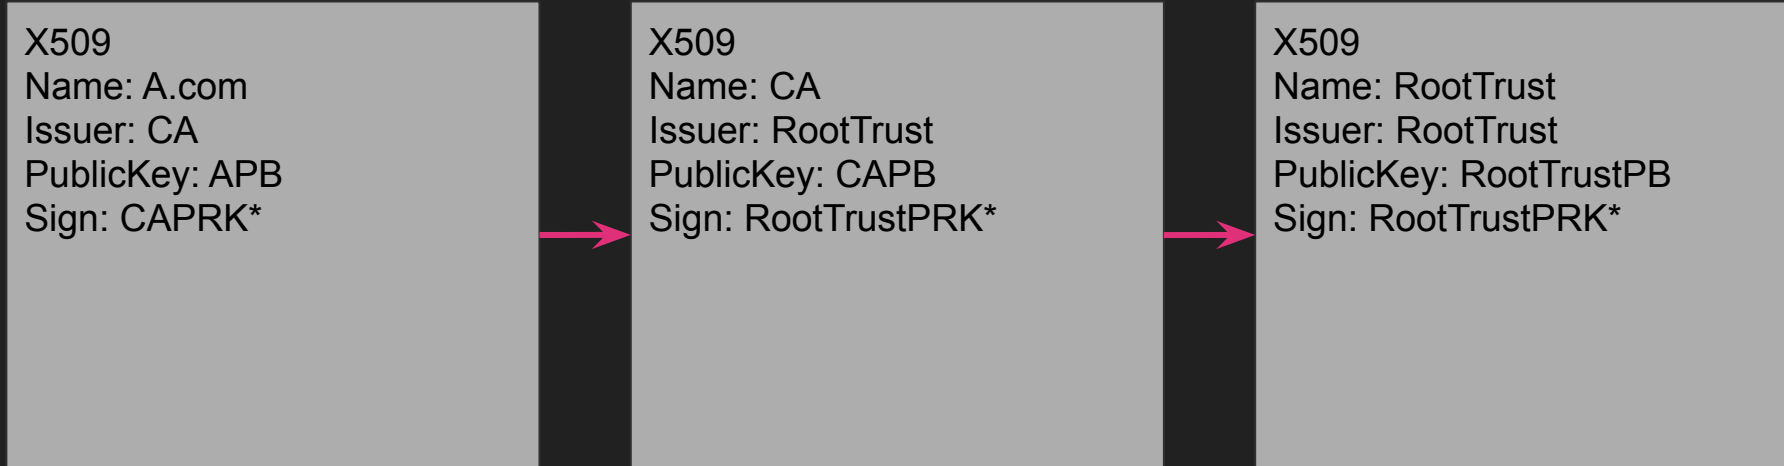 X509
Name: A.com
Issuer: CA
PublicKey: APB
Sign: CAPRK*
X509
Name: CA
Issuer: RootTrust
PublicKey: CAPB
Sign: RootTrustPRK*
X509
Name: RootTrust
Issuer: RootTrust
PublicKey: RootTrustPB
Sign: RootTrustPRK*